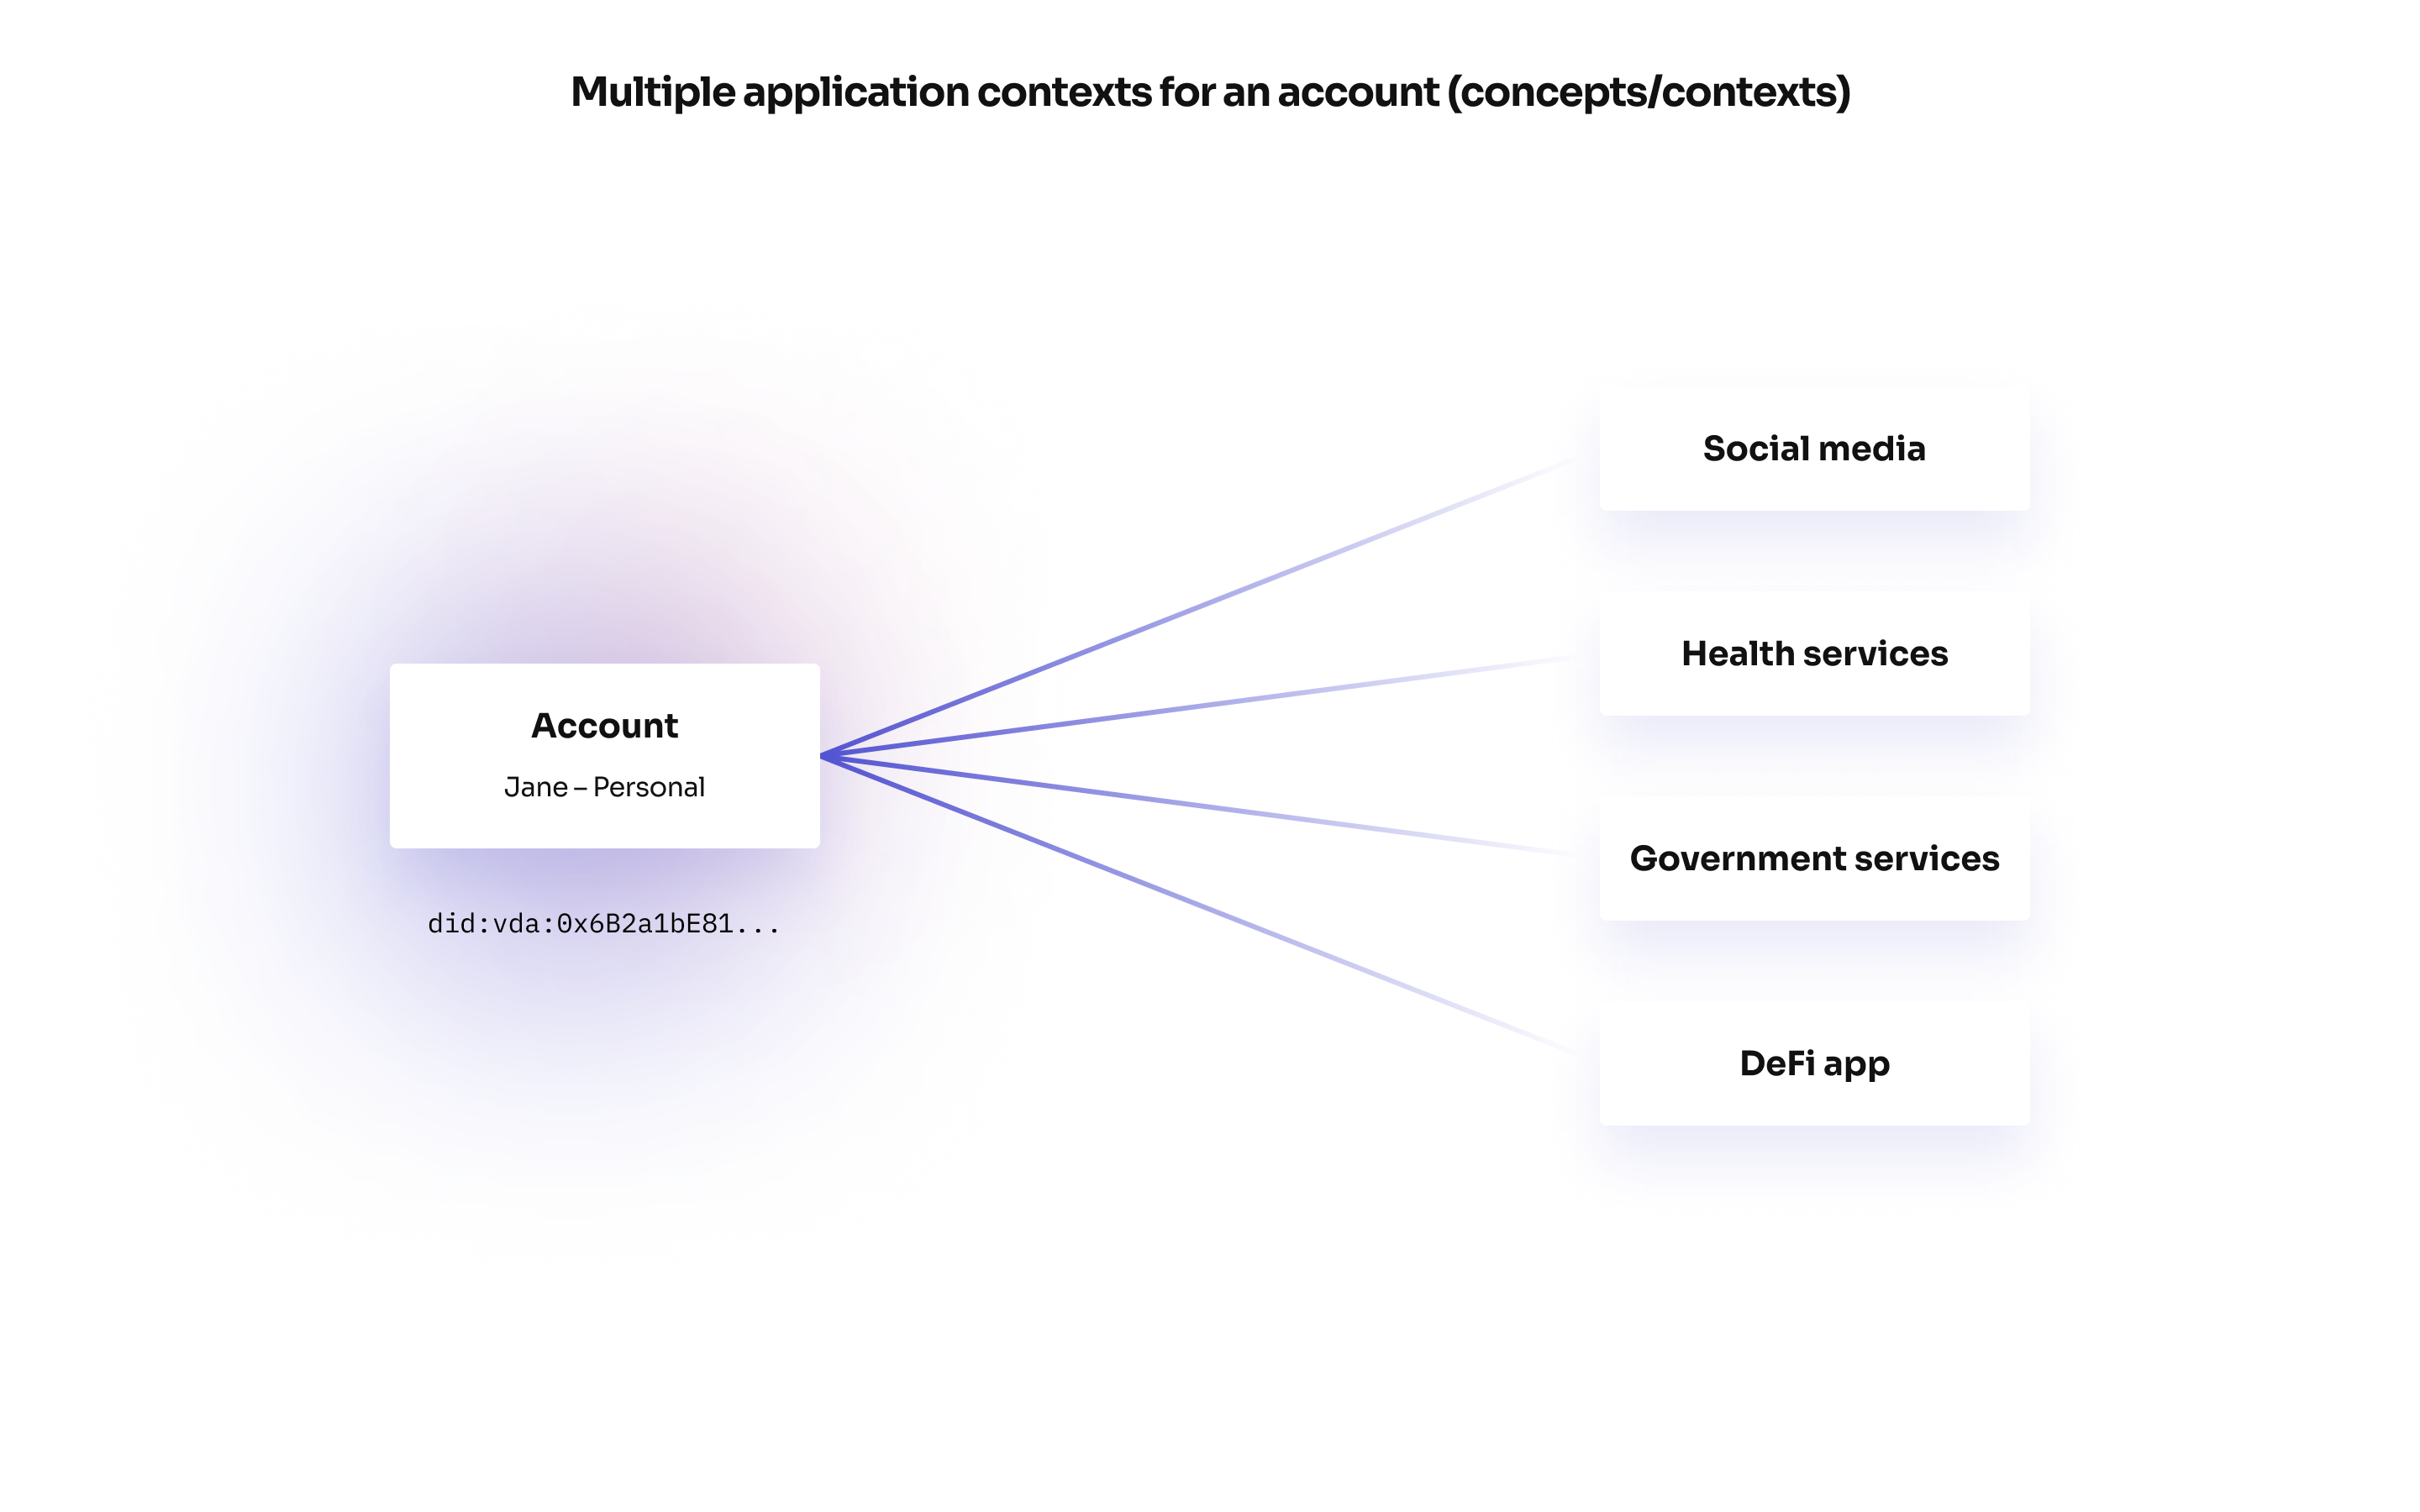 Multiple application contexts for an account (concepts/contexts)
Account
Jane – Personal
did:vda:0x6B2a1bE81...
Social media
Health services
Government services
DeFi app